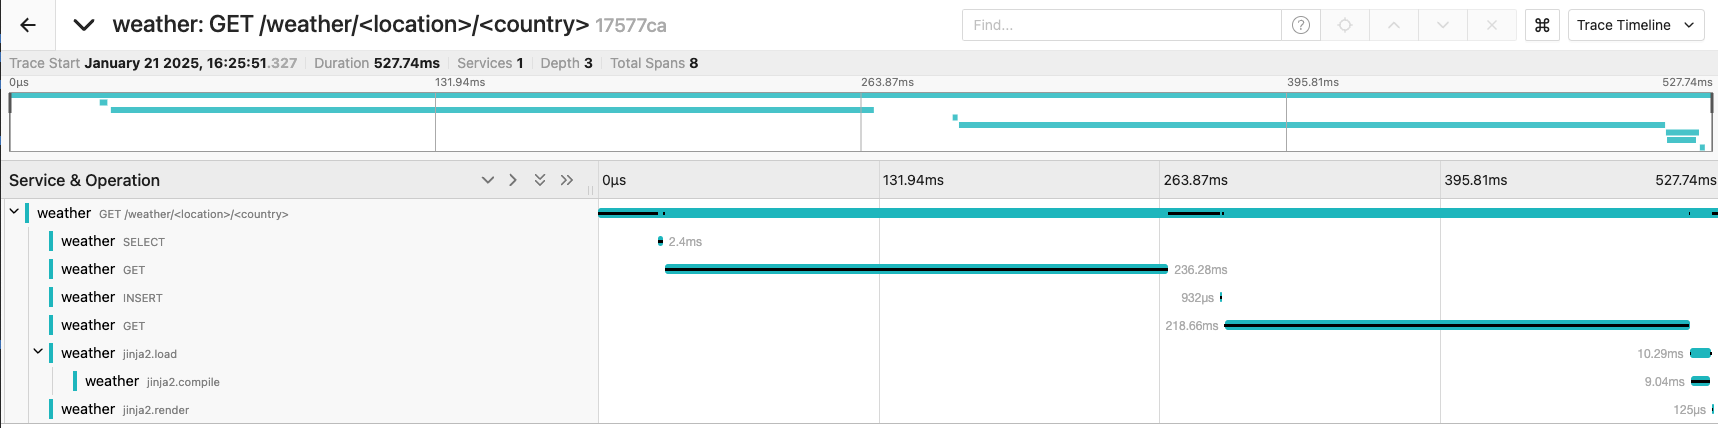 weather: GET /weather/<location>/<country> 17577ca Find... ? ⌘ Trace Timeline
Trace Start January 21 2025, 16:25:51.327 Duration 527.74ms Services 1 Depth 3 Total Spans 8
0μs 131.94ms 263.87ms 395.81ms 527.74ms
Service & Operation 0μs 131.94ms 263.87ms 395.81ms 527.74ms
weather GET /weather/<location>/<country>
weather SELECT 2.4ms
weather GET 236.28ms
weather INSERT 932μs
weather GET 218.66ms
weather jinja2.load 10.29ms
weather jinja2.compile 9.04ms
weather jinja2.render 125μs